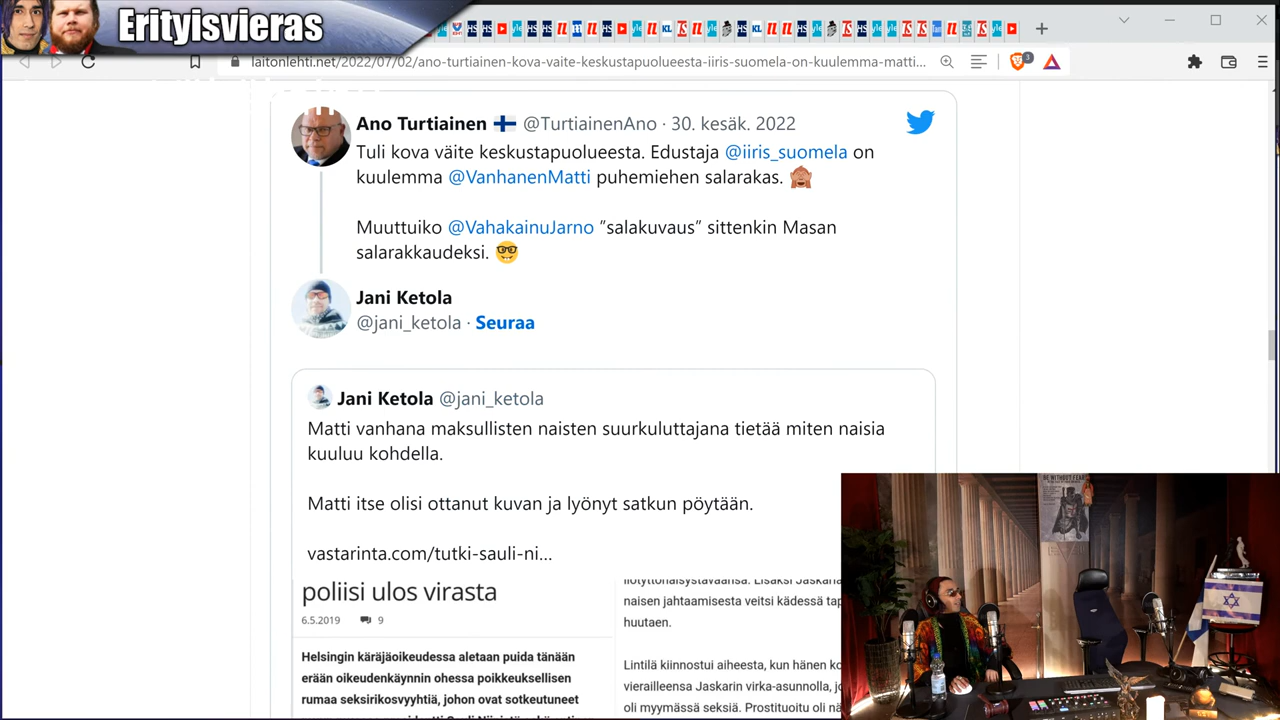 Erityisvieras
laitonlehti.net/2022/07/02/ano-turtiainen-kova-vaite-keskustapuolueesta-iiris-suomela-on-kuulemma-matti...
Ano Turtiainen @TurtiainenAno · 30. kesäk. 2022
Tuli kova väite keskustapuolueesta. Edustaja @iiris_suomela on
kuulemma @VanhanenMatti puhemiehen salarakas.
Muuttuiko @VahakainuJarno ”salakuvaus” sittenkin Masan
salarakkaudeksi.
Jani Ketola
@jani_ketola · Seuraa
Jani Ketola @jani_ketola
Matti vanhana maksullisten naisten suurkuluttajana tietää miten naisia
kuuluu kohdella.
Matti itse olisi ottanut kuvan ja lyönyt satkun pöytään.
vastarinta.com/tutki-sauli-ni...
poliisi ulos virasta
6.5.2019 9
Helsingin käräjäoikeudessa aletaan puida tänään
erään oikeudenkäynnin ohessa poikkeuksellisen
rumaa seksirikosvyyhtiä, johon ovat sotkeutuneet
naisen jahtaamisesta veitsi kädessä
huutaen.
Lintilä kiinnostui aiheesta, kun hänen
vierailleensa Jaskarin virka-asunnolla,
oli myymässä seksiä. Prostituoitu oli
BE WITHOUT FEAR